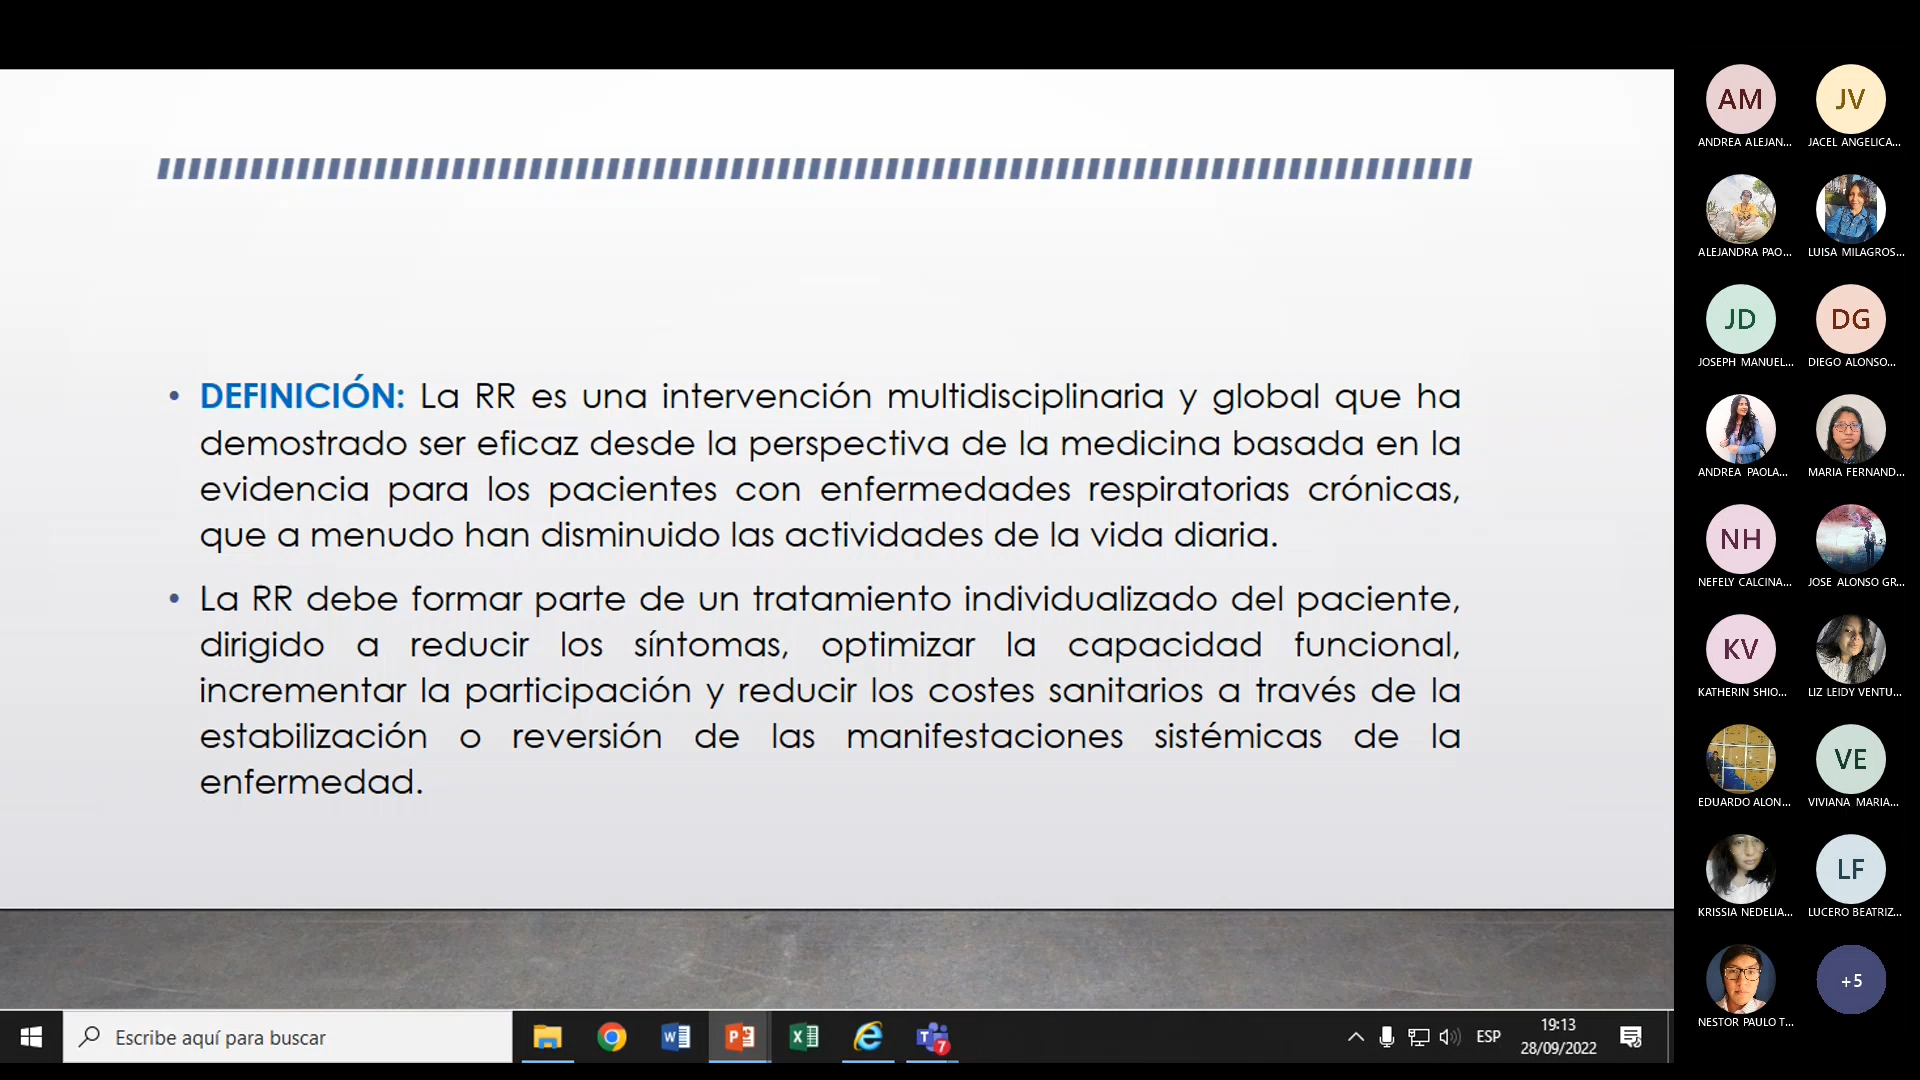 • DEFINICIÓN: La RR es una intervención multidisciplinaria y global que ha
demostrado ser eficaz desde la perspectiva de la medicina basada en la
evidencia para los pacientes con enfermedades respiratorias crónicas,
que a menudo han disminuido las actividades de la vida diaria.
• La RR debe formar parte de un tratamiento individualizado del paciente,
dirigido a reducir los síntomas, optimizar la capacidad funcional,
incrementar la participación y reducir los costes sanitarios a través de la
estabilización o reversión de las manifestaciones sistémicas de la
enfermedad.
AM
ANDREA ALEJAN...
JV
JACEL ANGELICA...
ALEJANDRA PAO...
LUISA MILAGROS...
JD
JOSEPH MANUEL...
DG
DIEGO ALONSO...
ANDREA PAOLA...
MARIA FERNAND...
NH
NEFELY CALCINA...
JOSE ALONSO GR...
KV
KATHERIN SHIO...
LIZ LEIDY VENTU...
EDUARDO ALON...
VE
VIVIANA MARIA...
KRISSIA NEDELIA...
LF
LUCERO BEATRIZ...
NESTOR PAULO T...
+5
Escribe aquí para buscar
7
ESP
19:13
28/09/2022